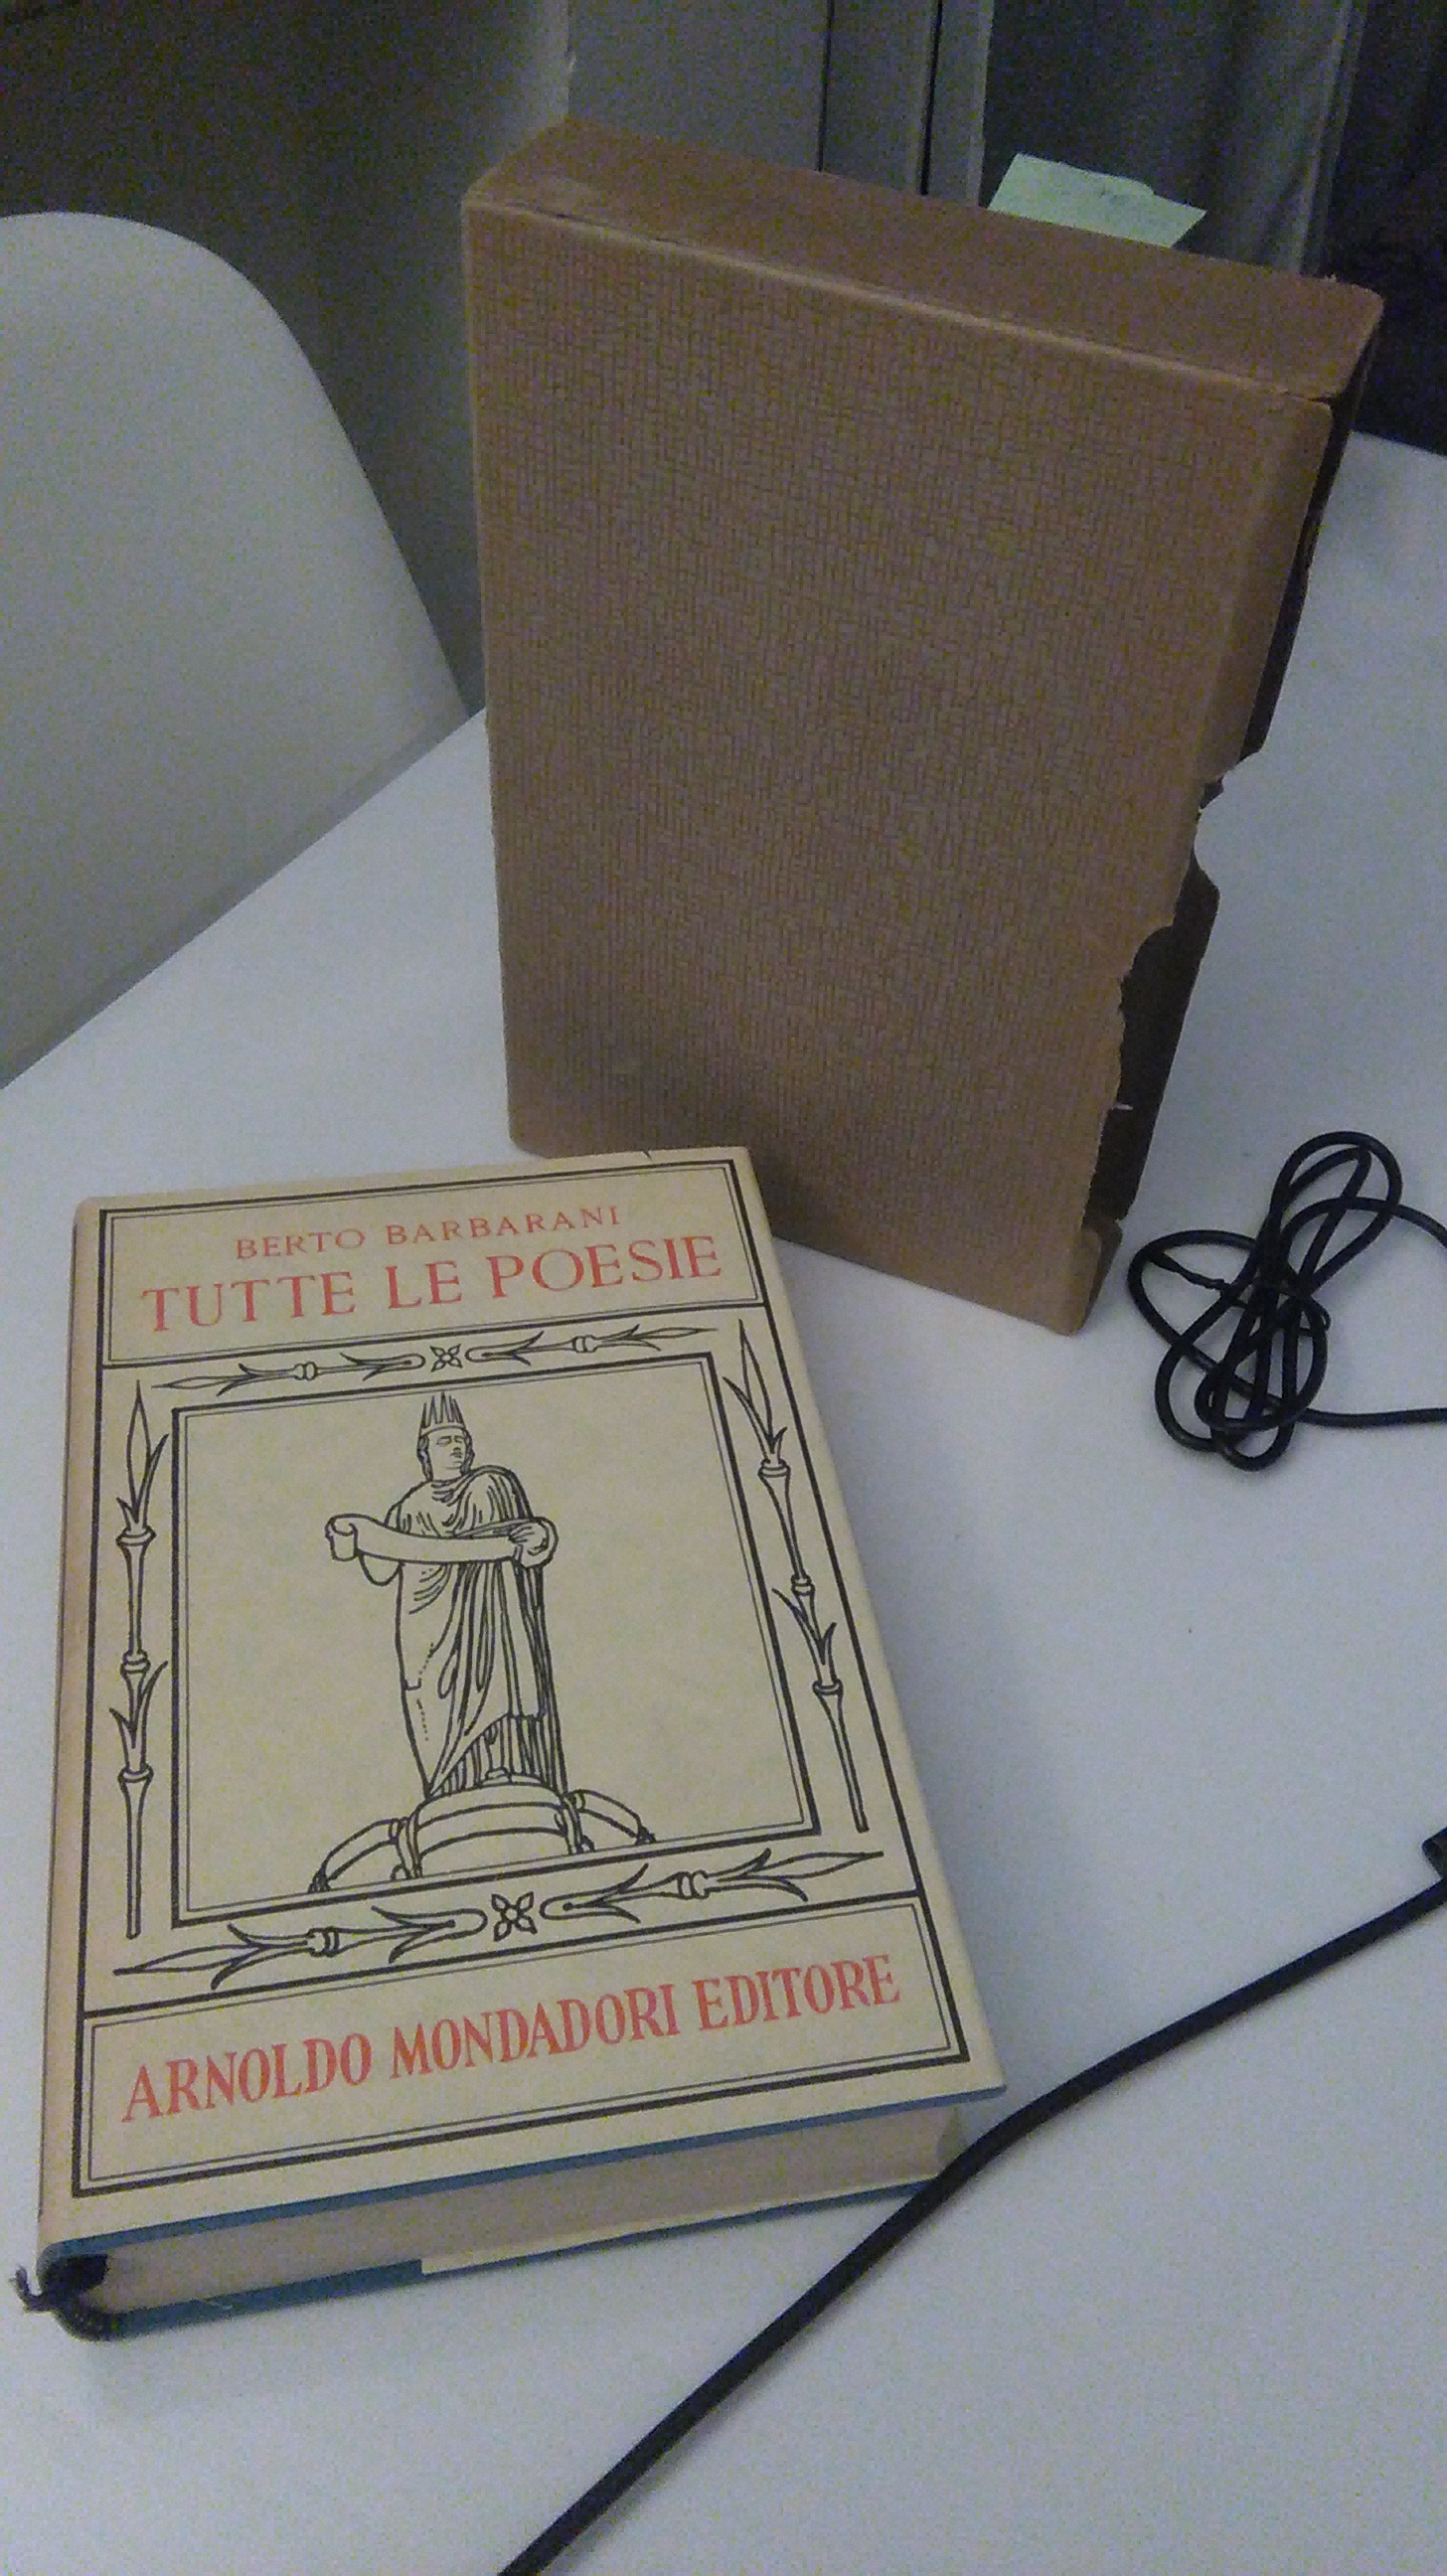 BERTO BARBARANI
TUTTE LE POESIE
ARNOLDO MONDADORI EDITORE